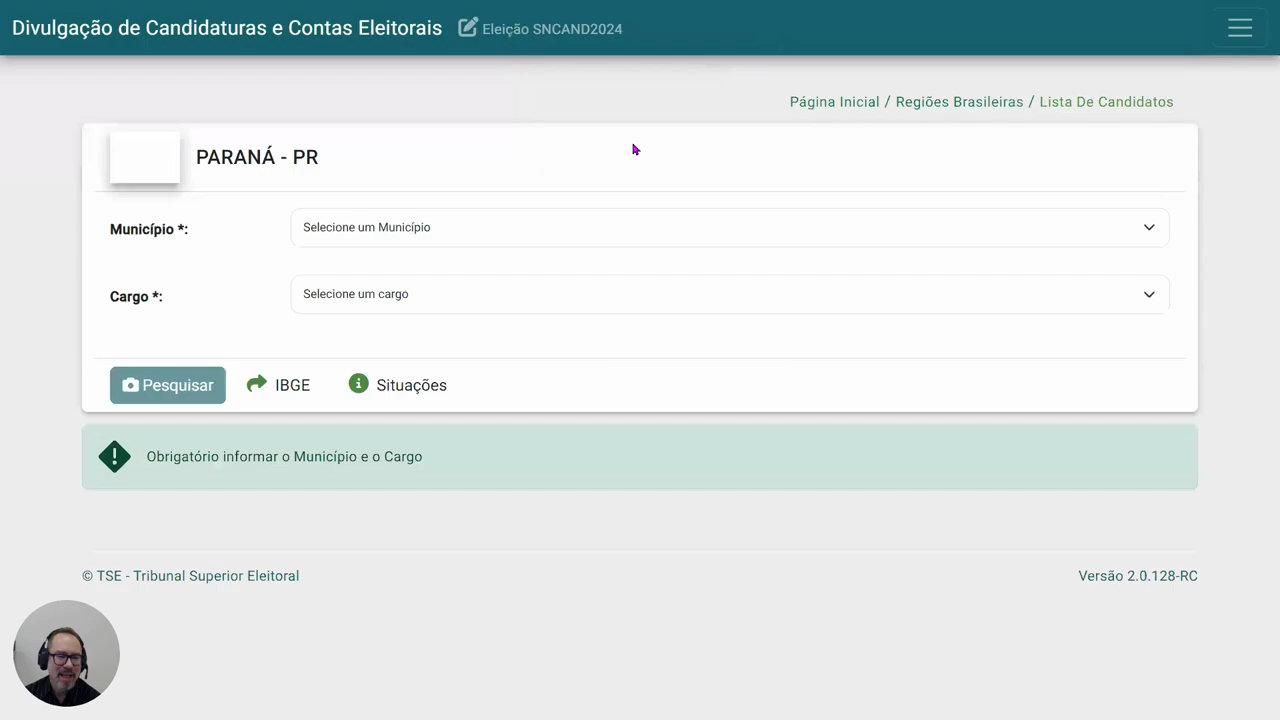 Divulgação de Candidaturas e Contas Eleitorais Eleição SNCAND2024
Página Inicial / Regiões Brasileiras / Lista De Candidatos
PARANÁ - PR
Município *: Selecione um Município
Cargo *: Selecione um cargo
Pesquisar IBGE Situações
Obrigatório informar o Município e o Cargo
© TSE - Tribunal Superior Eleitoral Versão 2.0.128-RC